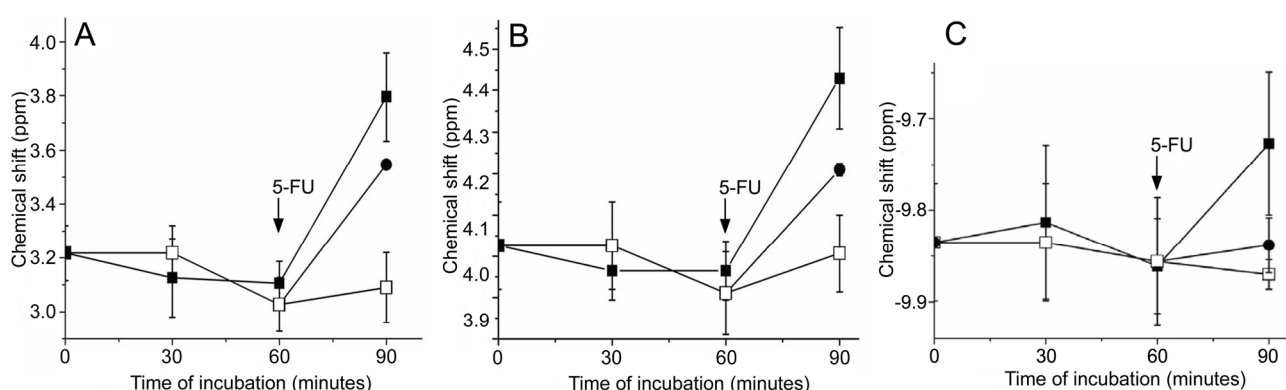 A
Chemical shift (ppm)
4.0
3.8
3.6
3.4
3.2
3.0
5-FU
0 30 60 90
Time of incubation (minutes)
B
Chemical shift (ppm)
4.5
4.4
4.3
4.2
4.1
4.0
3.9
5-FU
0 30 60 90
Time of incubation (minutes)
C
Chemical shift (ppm)
-9.7
-9.8
-9.9
5-FU
0 30 60 90
Time of incubation (minutes)